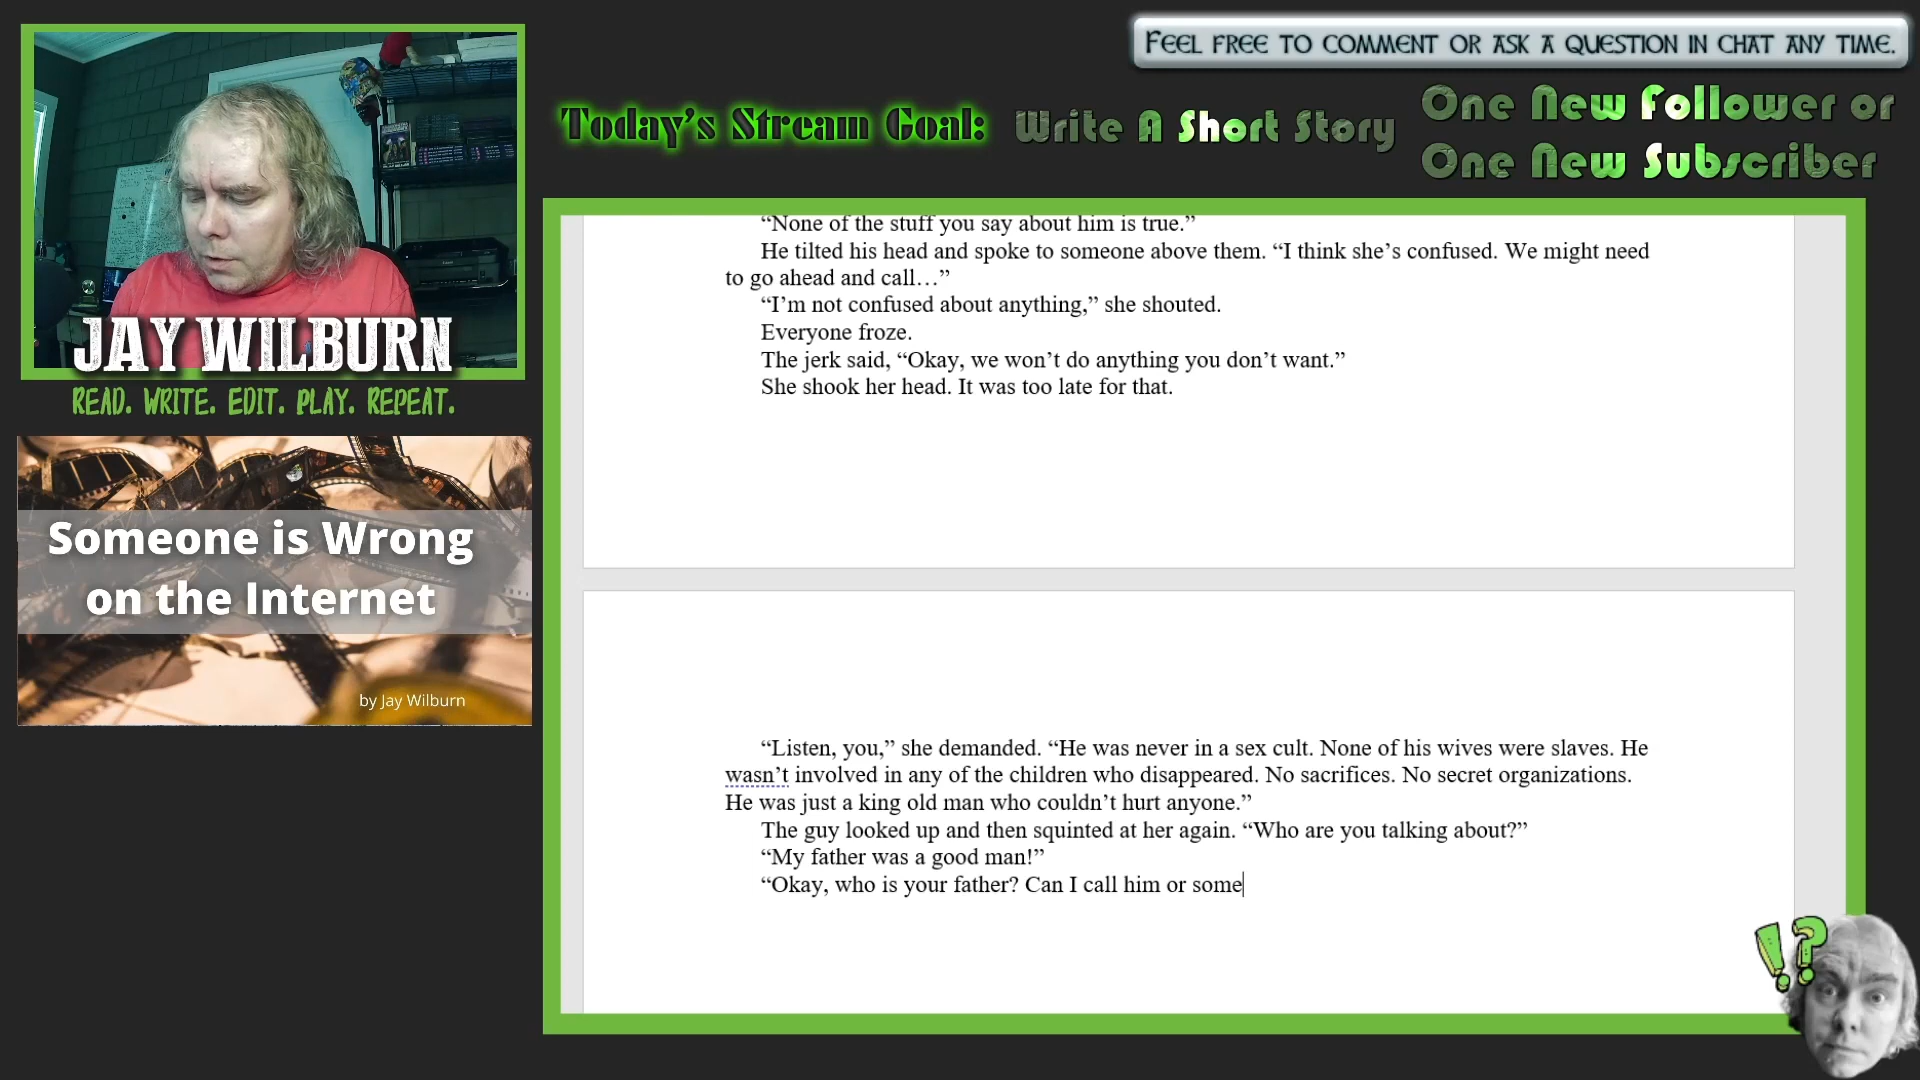 Feel free to comment or ask a question in chat any time.
Today's Stream Goal:
Write A Short Story
One New Follower or
One New Subscriber
JAY WILBURN
READ. WRITE. EDIT. PLAY. REPEAT.
Someone is Wrong
on the Internet
by Jay Wilburn
“None of the stuff you say about him is true.”
He tilted his head and spoke to someone above them. “I think she’s confused. We might need
to go ahead and call…”
“I’m not confused about anything,” she shouted.
Everyone froze.
The jerk said, “Okay, we won’t do anything you don’t want.”
She shook her head. It was too late for that.
“Listen, you,” she demanded. “He was never in a sex cult. None of his wives were slaves. He
wasn’t involved in any of the children who disappeared. No sacrifices. No secret organizations.
He was just a king old man who couldn’t hurt anyone.”
The guy looked up and then squinted at her again. “Who are you talking about?”
“My father was a good man!”
“Okay, who is your father? Can I call him or some
!?